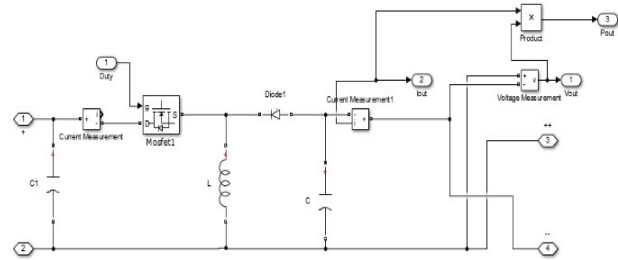 3
Pout
×
Product
1
Duty
2
Iout
+
-
v
1
Vout
Voltage Measurement
Diode1
Current Measurement1
g
D
S
Mosfet1
1
+
+
i
-
Current Measurement
-
i
+
++
3
C1
L
C
2
--
4